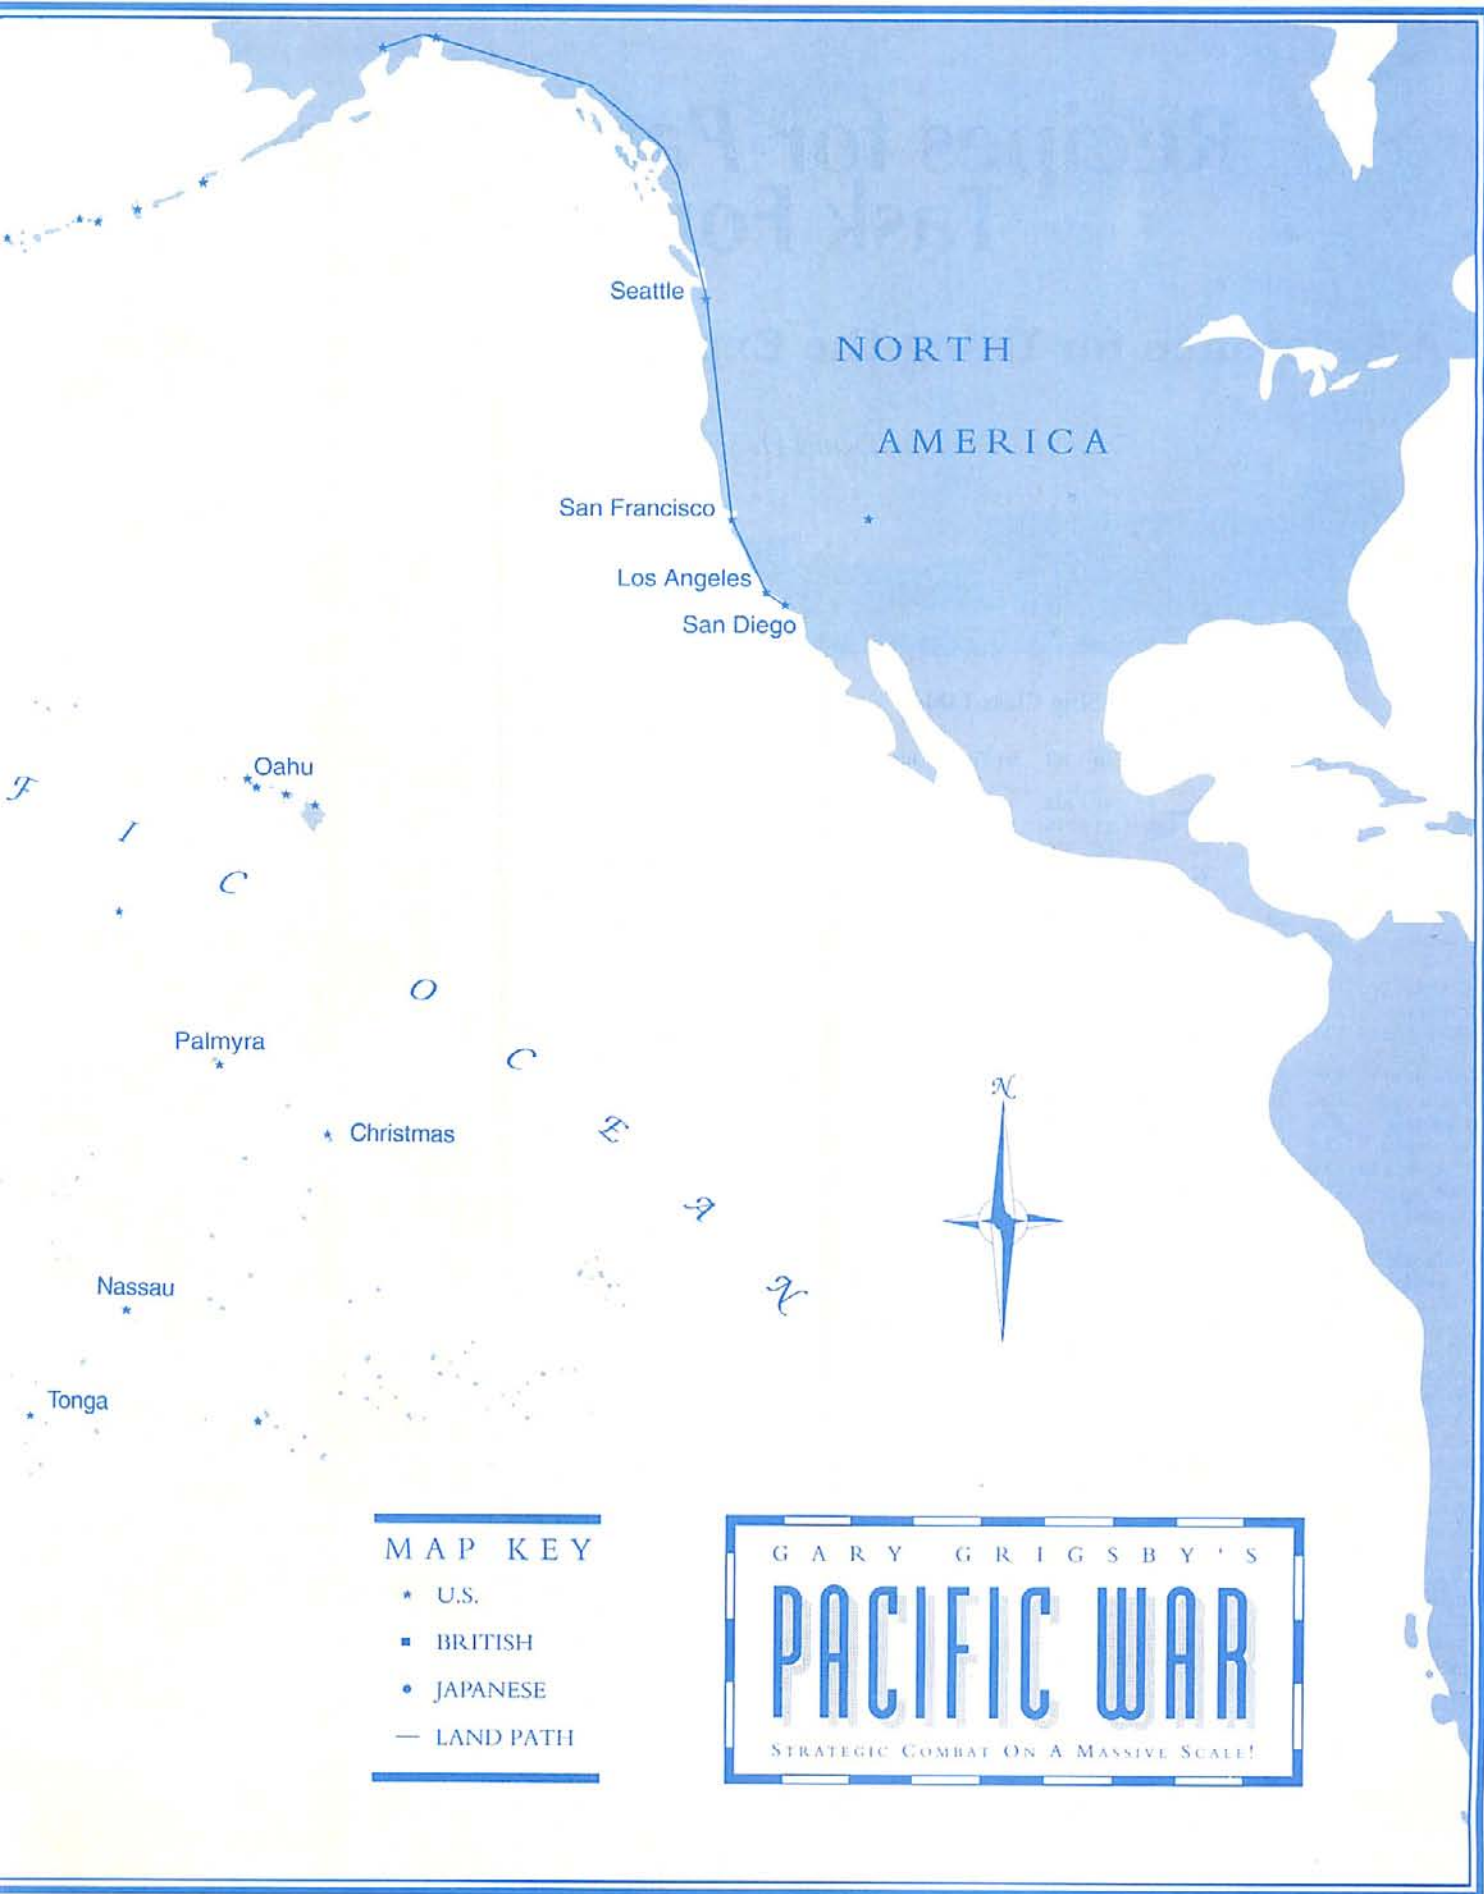 Seattle
NORTH
AMERICA
San Francisco
Los Angeles
San Diego
Oahu
F
I
C
O
C
E
A
N
Palmyra
N
Christmas
Nassau
Tonga
MAP KEY
U.S.
BRITISH
JAPANESE
LAND PATH
GARY GRIGSBY'S
PACIFIC WAR
STRATEGIC COMBAT ON A MASSIVE SCALE!